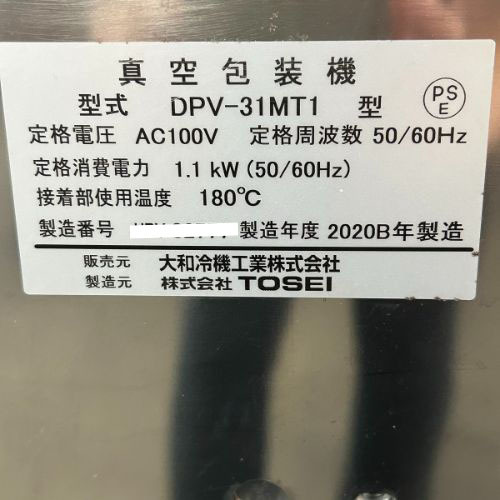 真空包装機
型式 DPV-31MT1 型 PSE
定格電圧 AC100V 定格周波数 50/60Hz
定格消費電力 1.1 kW (50/60Hz)
接着部使用温度 180℃
製造番号 製造年度 2020B年製造
販売元 大和冷機工業株式会社
製造元 株式会社 TOSEI